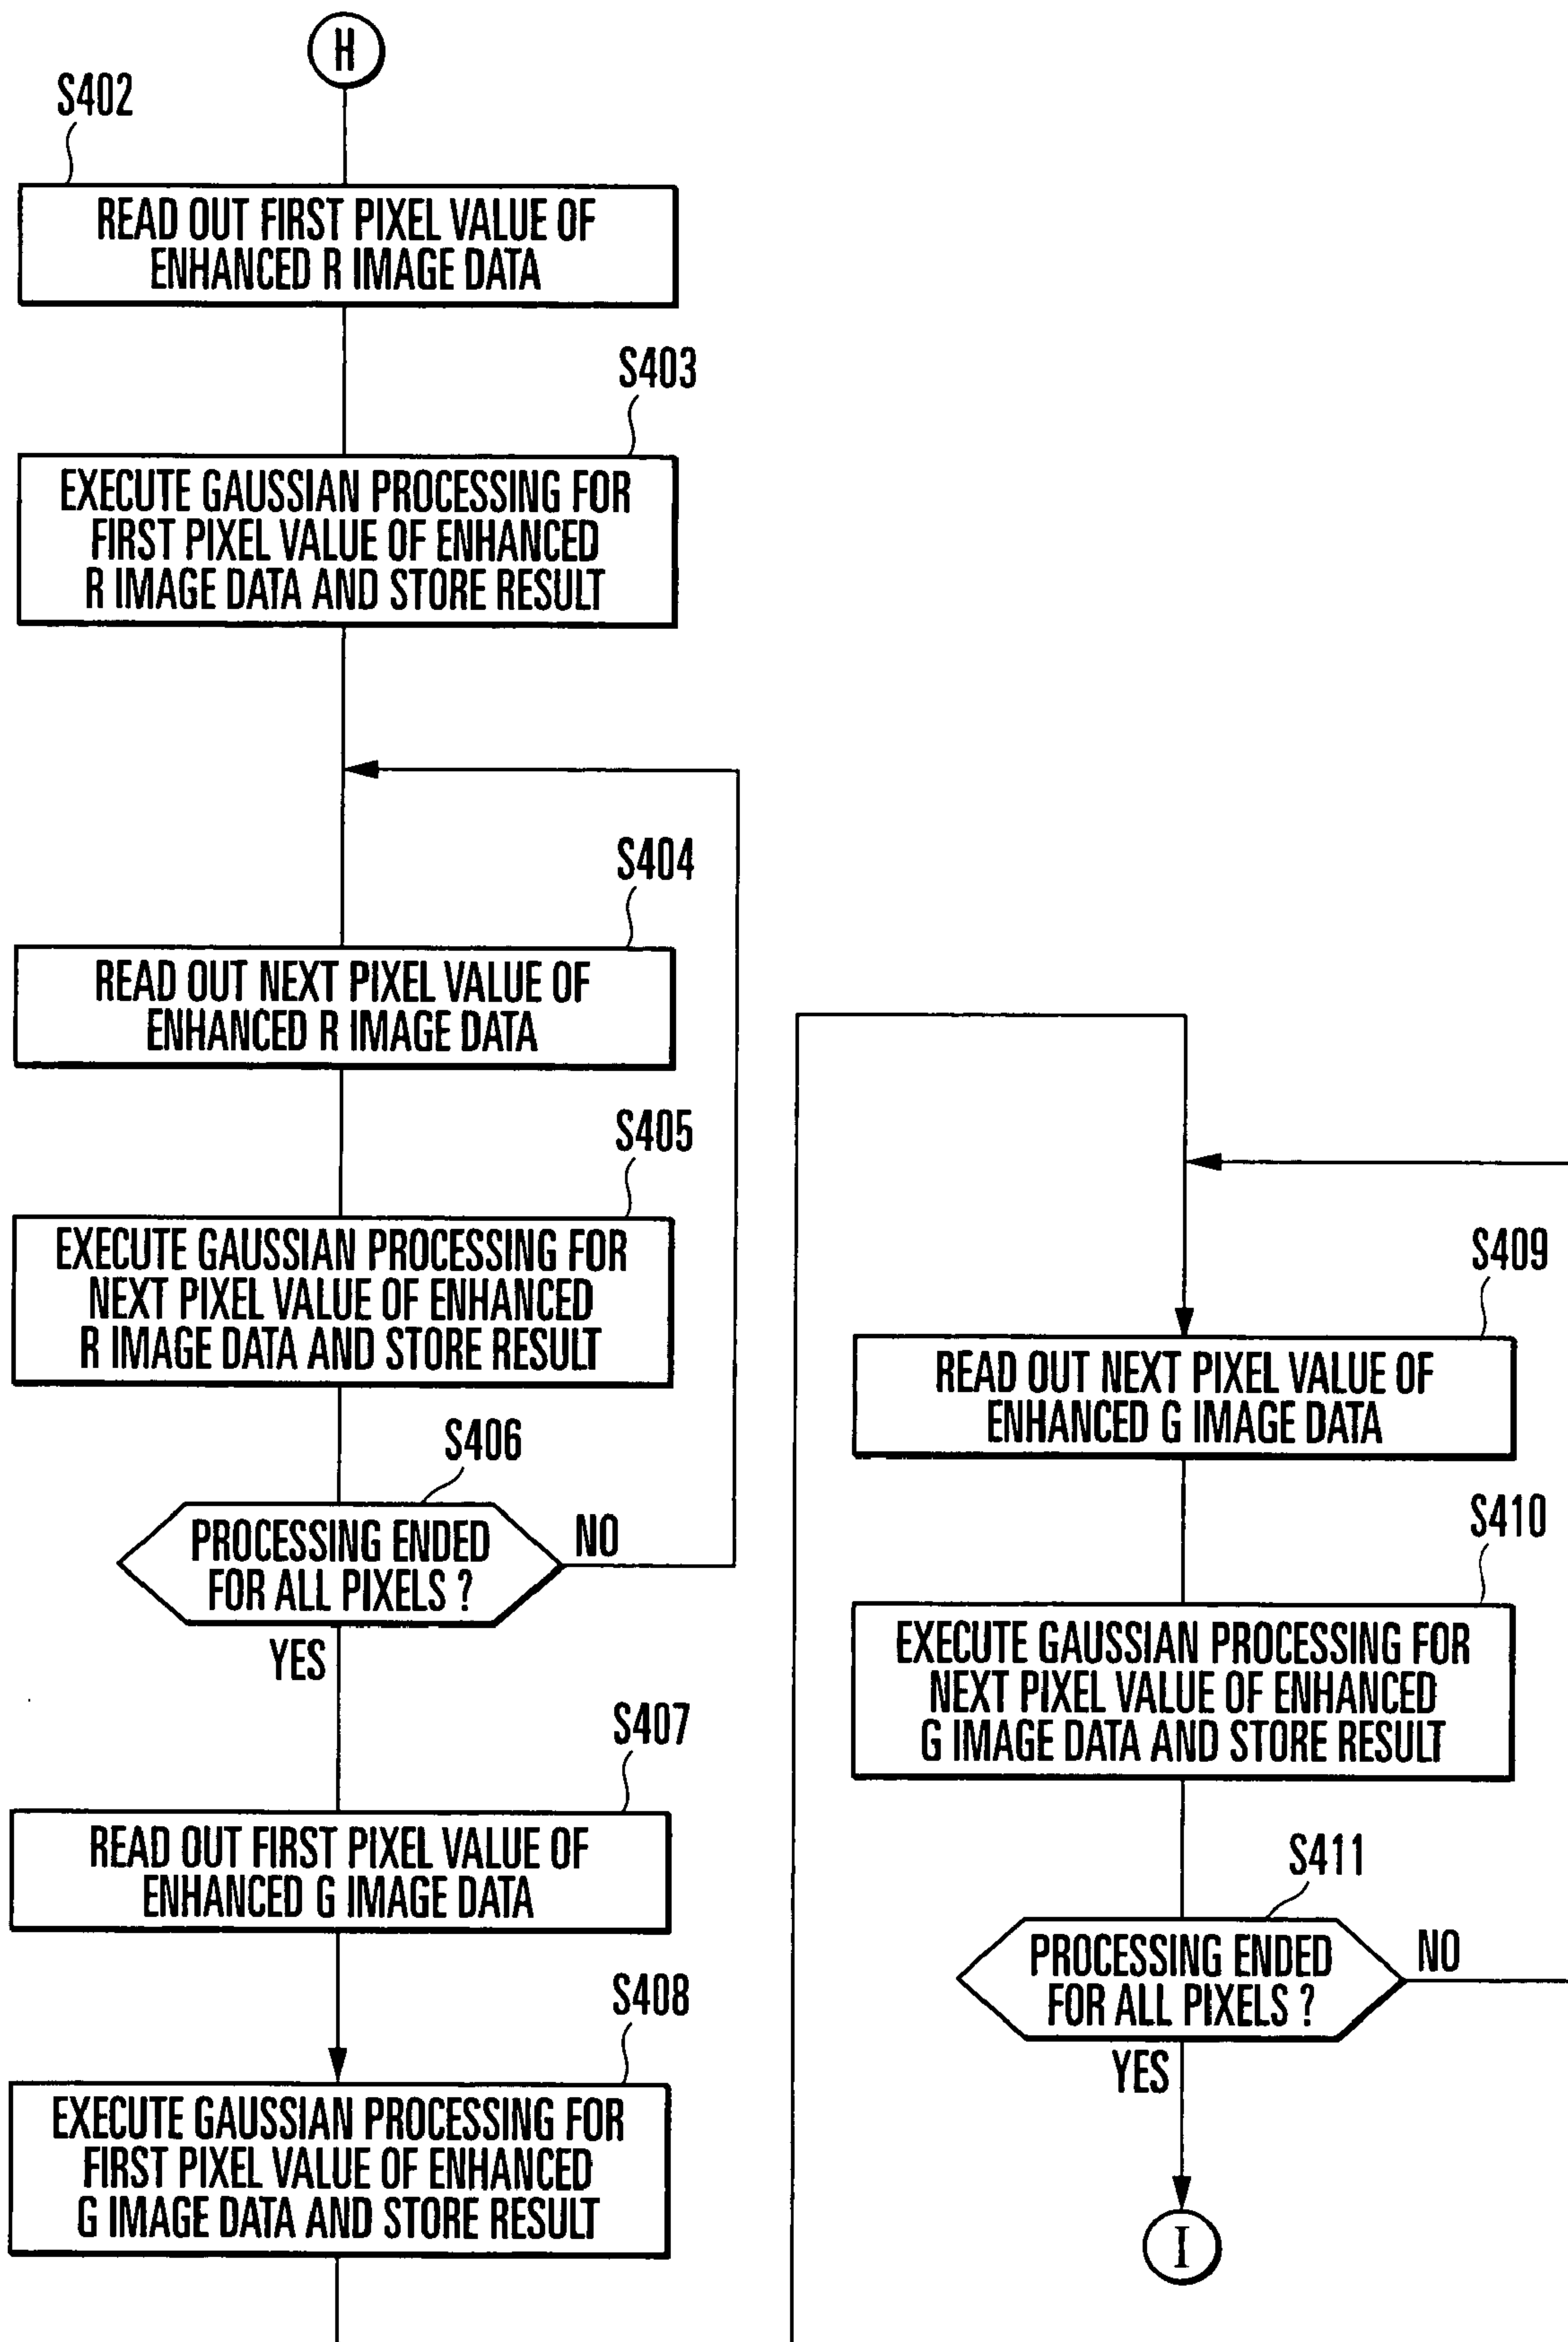 H
S402
READ OUT FIRST PIXEL VALUE OF
ENHANCED R IMAGE DATA
S403
EXECUTE GAUSSIAN PROCESSING FOR
FIRST PIXEL VALUE OF ENHANCED
R IMAGE DATA AND STORE RESULT
S404
READ OUT NEXT PIXEL VALUE OF
ENHANCED R IMAGE DATA
S405
EXECUTE GAUSSIAN PROCESSING FOR
NEXT PIXEL VALUE OF ENHANCED
R IMAGE DATA AND STORE RESULT
S406
PROCESSING ENDED
FOR ALL PIXELS ?
NO
YES
S407
READ OUT FIRST PIXEL VALUE OF
ENHANCED G IMAGE DATA
S408
EXECUTE GAUSSIAN PROCESSING FOR
FIRST PIXEL VALUE OF ENHANCED
G IMAGE DATA AND STORE RESULT
S409
READ OUT NEXT PIXEL VALUE OF
ENHANCED G IMAGE DATA
S410
EXECUTE GAUSSIAN PROCESSING FOR
NEXT PIXEL VALUE OF ENHANCED
G IMAGE DATA AND STORE RESULT
S411
PROCESSING ENDED
FOR ALL PIXELS ?
NO
YES
I